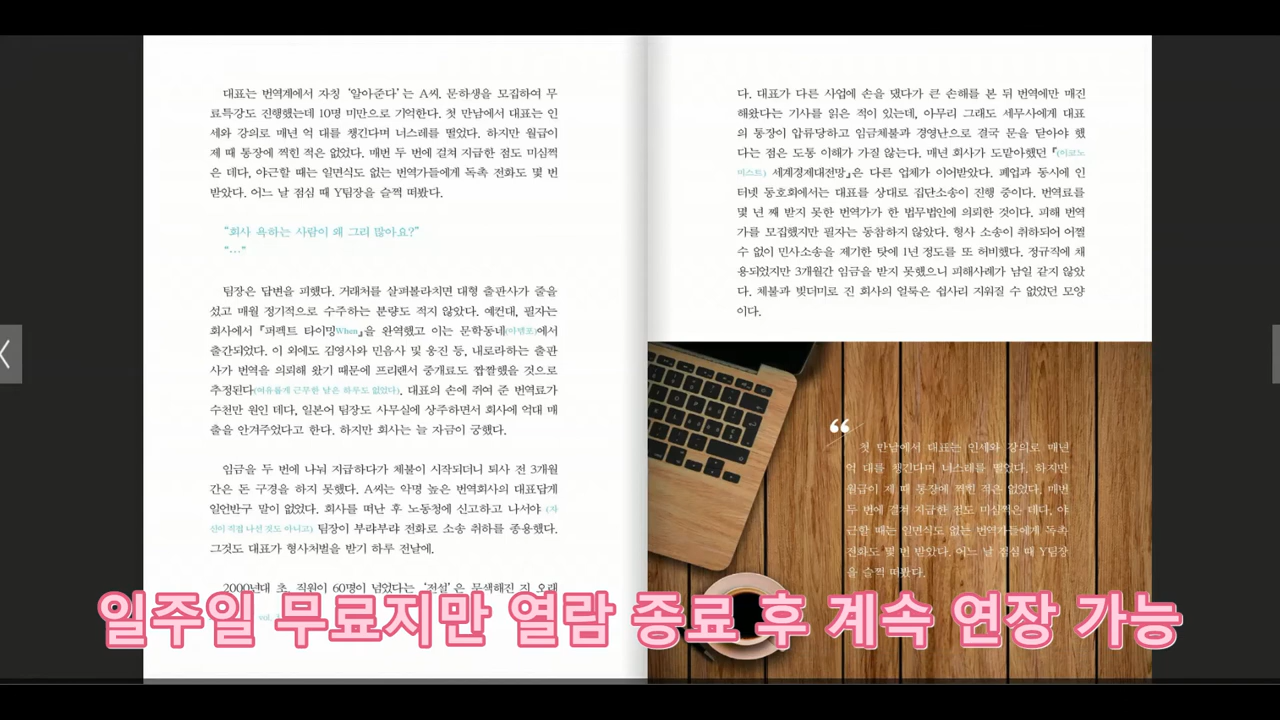 대표는 번역계에서 자칭 ‘알아준다’는 A씨. 문하생을 모집하여 무
료특강도 진행했는데 10명 미만으로 기억한다. 첫 만남에서 대표는 인
세와 강의로 매년 억 대를 챙긴다며 너스레를 떨었다. 하지만 월급이
제 때 통장에 찍힌 적은 없었다. 매번 두 번에 걸쳐 지급한 점도 미심쩍
은 데다, 야근할 때는 일면식도 없는 번역가들에게 독촉 전화도 몇 번
받았다. 어느 날 점심 때 Y팀장을 슬쩍 떠봤다.
“회사 욕하는 사람이 왜 그리 많아요?”
“…”
팀장은 답변을 피했다. 거래처를 살펴볼라치면 대형 출판사가 줄을
섰고 매월 정기적으로 수주하는 분량도 적지 않았다. 예컨대, 필자는
회사에서 『퍼펙트 타이밍When』을 완역했고 이는 문학동네(아템포)에서
출간되었다. 이 외에도 김영사와 민음사 및 웅진 등, 내로라하는 출판
사가 번역을 의뢰해 왔기 때문에 프리랜서 중개료도 짭짤했을 것으로
추정된다(여유롭게 근무한 날은 하루도 없었다). 대표의 손에 쥐여 준 번역료가
수천만 원인 데다, 일본어 팀장도 사무실에 상주하면서 회사에 억대 매
출을 안겨주었다고 한다. 하지만 회사는 늘 자금이 궁했다.
임금을 두 번에 나눠 지급하다가 체불이 시작되더니 퇴사 전 3개월
간은 돈 구경을 하지 못했다. A씨는 악명 높은 번역회사의 대표답게
일언반구 말이 없었다. 회사를 떠난 후 노동청에 신고하고 나서야 (자
신이 직접 나선 것도 아니고) 팀장이 부랴부랴 전화로 소송 취하를 종용했다.
그것도 대표가 형사처벌을 받기 하루 전날에.
2000년대 초, 직원이 60명이 넘었다는 ‘전설’은 무색해진 지 오래
vol.
다. 대표가 다른 사업에 손을 댔다가 큰 손해를 본 뒤 번역에만 매진
해왔다는 기사를 읽은 적이 있는데, 아무리 그래도 세무사에게 대표
의 통장이 압류당하고 임금체불과 경영난으로 결국 문을 닫아야 했
다는 점은 도통 이해가 가질 않는다. 매년 회사가 도맡아했던 『(이코노
미스트) 세계경제대전망』은 다른 업체가 이어받았다. 폐업과 동시에 인
터넷 동호회에서는 대표를 상대로 집단소송이 진행 중이다. 번역료를
몇 년 째 받지 못한 번역가가 한 법무법인에 의뢰한 것이다. 피해 번역
가를 모집했지만 필자는 동참하지 않았다. 형사 소송이 취하되어 어쩔
수 없이 민사소송을 제기한 탓에 1년 정도를 또 허비했다. 정규직에 채
용되었지만 3개월간 임금을 받지 못했으니 피해사례가 남일 같지 않았
다. 체불과 빚더미로 진 회사의 얼룩은 쉽사리 지워질 수 없었던 모양
이다.
“
첫 만남에서 대표는 인세와 강의로 매년
억 대를 챙긴다며 너스레를 떨었다. 하지만
월급이 제 때 통장에 찍힌 적은 없었다. 매번
두 번에 걸쳐 지급한 점도 미심쩍은 데다, 야
근할 때는 일면식도 없는 번역가들에게 독촉
전화도 몇 번 받았다. 어느 날 점심 때 Y팀장
을 슬쩍 떠봤다.
일주일 무료지만 열람 종료 후 계속 연장 가능